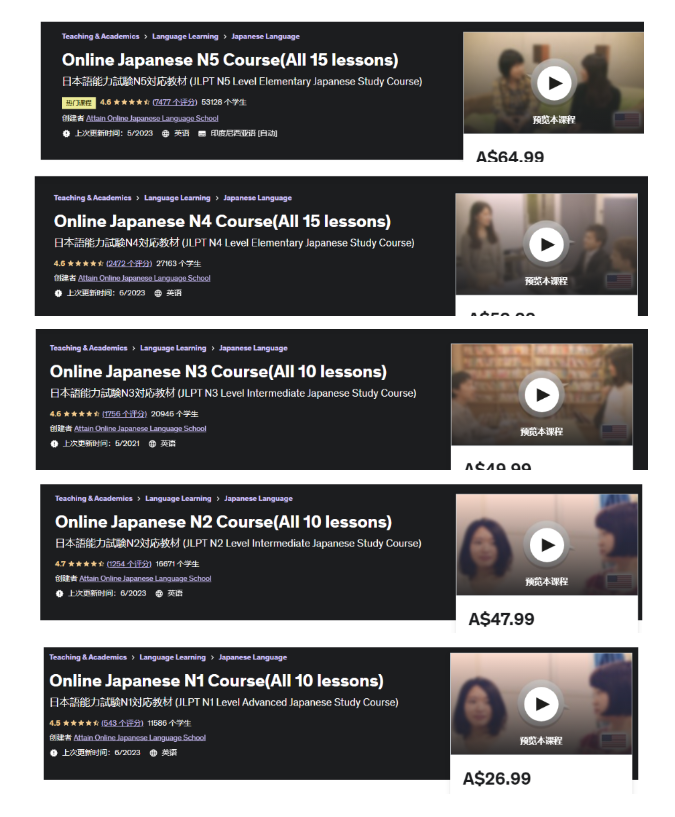 Teaching & Academics > Language Learning > Japanese Language
Online Japanese N5 Course(All 15 lessons)
日本語能力試験N5対応教材 (JLPT N5 Level Elementary Japanese Study Course)
热门课程 4.6 ★★★★⯨ (7477 个评分) 53128 个学生
创建者 Attain Online Japanese Language School
上次更新时间：5/2023 英语 印度尼西亚语 [自动]
预览本课程
A$64.99
Teaching & Academics > Language Learning > Japanese Language
Online Japanese N4 Course(All 15 lessons)
日本語能力試験N4対応教材 (JLPT N4 Level Elementary Japanese Study Course)
4.6 ★★★★⯨ (2472 个评分) 27163 个学生
创建者 Attain Online Japanese Language School
上次更新时间：6/2023 英语
预览本课程
Teaching & Academics > Language Learning > Japanese Language
Online Japanese N3 Course(All 10 lessons)
日本語能力試験N3対応教材 (JLPT N3 Level Intermediate Japanese Study Course)
4.6 ★★★★⯨ (1756 个评分) 20946 个学生
创建者 Attain Online Japanese Language School
上次更新时间：5/2021 英语
预览本课程
A$49.99
Teaching & Academics > Language Learning > Japanese Language
Online Japanese N2 Course(All 10 lessons)
日本語能力試験N2対応教材 (JLPT N2 Level Intermediate Japanese Study Course)
4.7 ★★★★⯨ (1254 个评分) 16671 个学生
创建者 Attain Online Japanese Language School
上次更新时间：6/2023 英语
预览本课程
A$47.99
Teaching & Academics > Language Learning > Japanese Language
Online Japanese N1 Course(All 10 lessons)
日本語能力試験N1対応教材 (JLPT N1 Level Advanced Japanese Study Course)
4.5 ★★★★⯨ (543 个评分) 11586 个学生
创建者 Attain Online Japanese Language School
上次更新时间：6/2023 英语
预览本课程
A$26.99